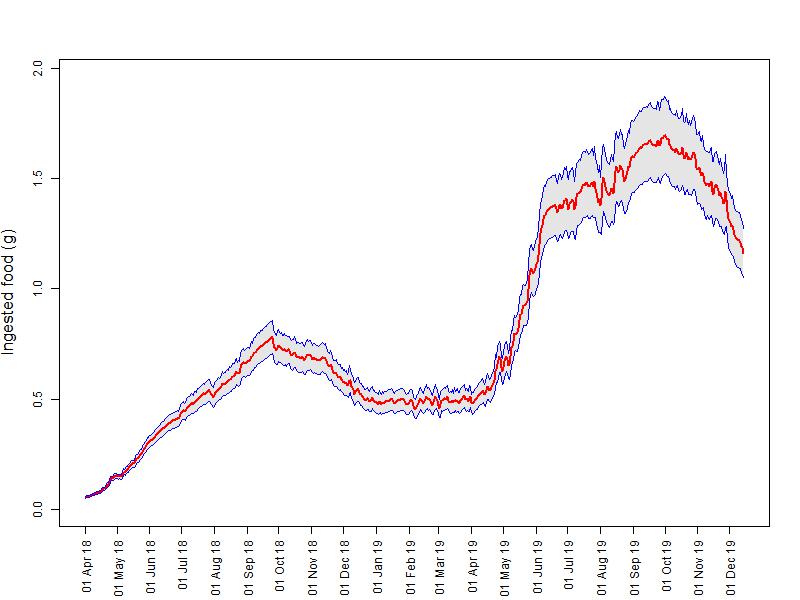 Ingested food (g)
2.0
1.5
1.0
0.5
0.0
01 Apr 18
01 May 18
01 Jun 18
01 Jul 18
01 Aug 18
01 Sep 18
01 Oct 18
01 Nov 18
01 Dec 18
01 Jan 19
01 Feb 19
01 Mar 19
01 Apr 19
01 May 19
01 Jun 19
01 Jul 19
01 Aug 19
01 Sep 19
01 Oct 19
01 Nov 19
01 Dec 19